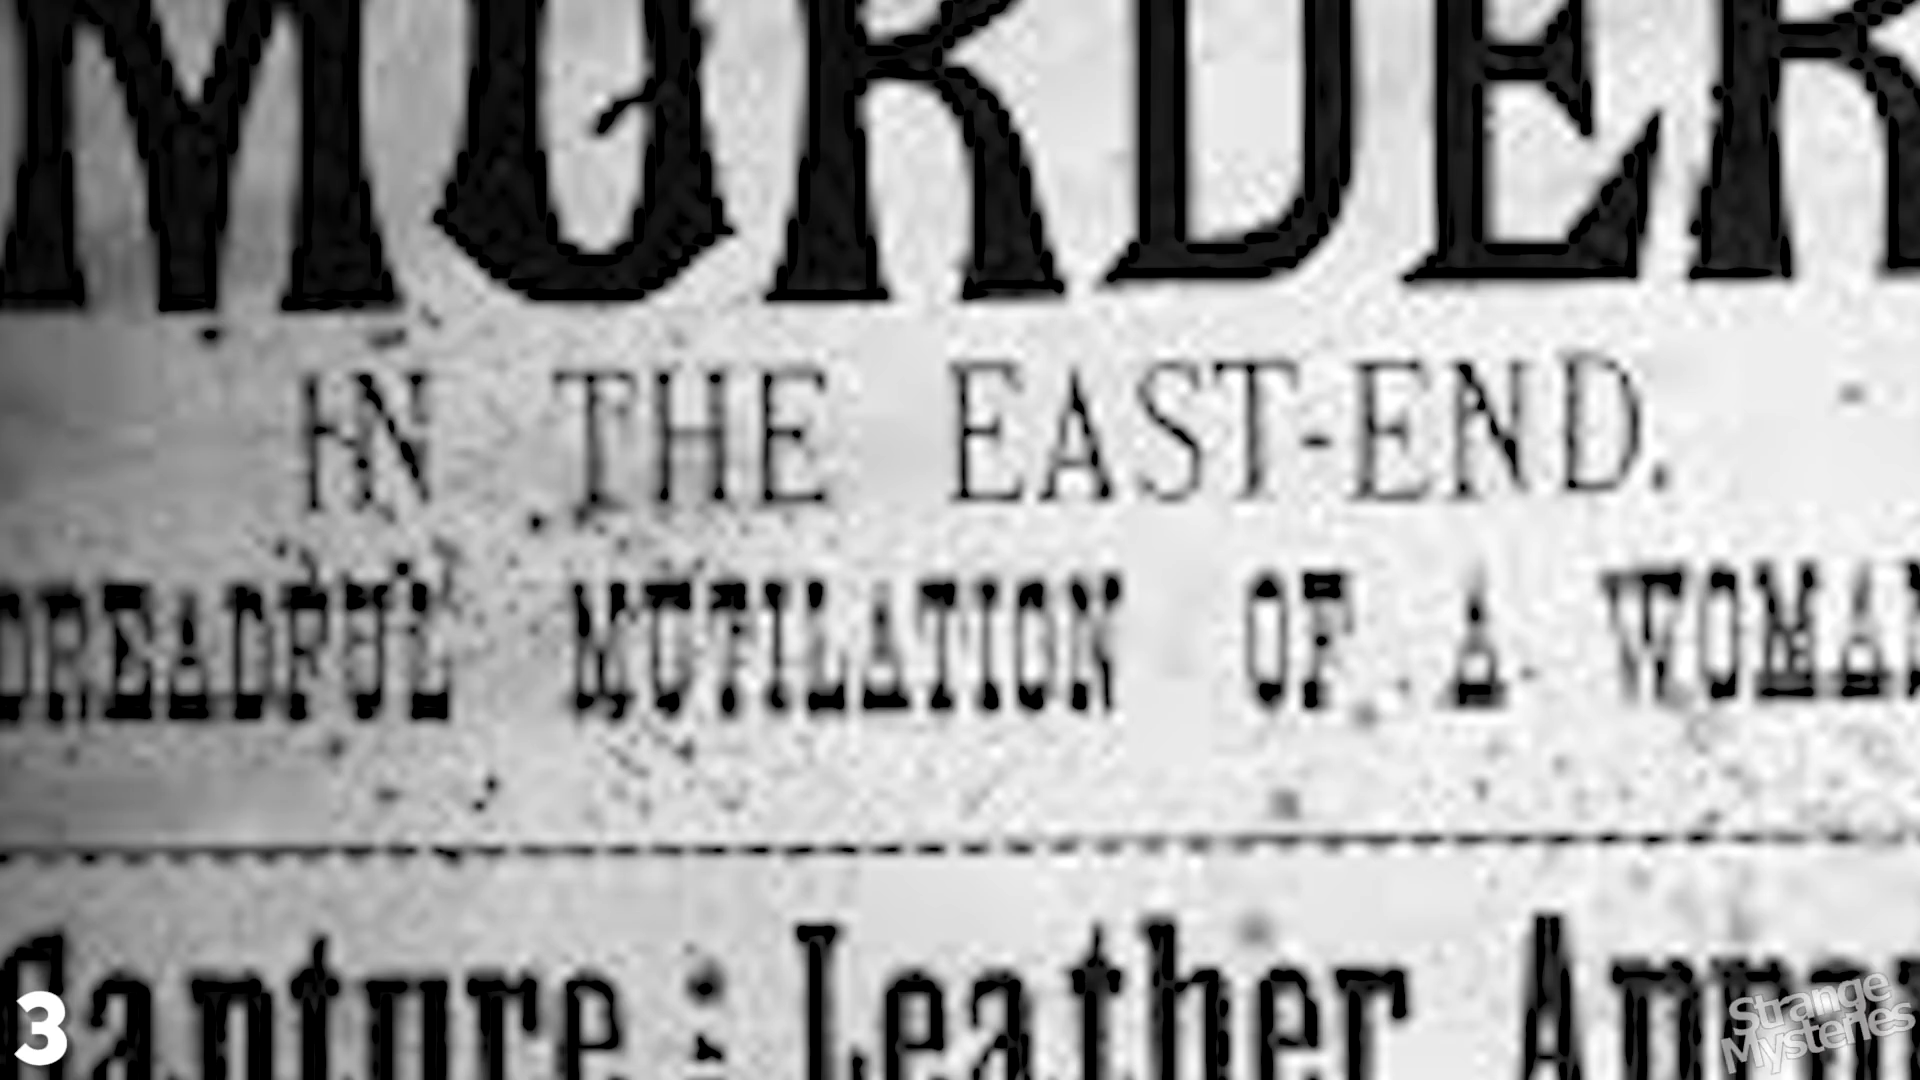 MURDER
IN THE EAST-END.
DREADFUL MUTILATION OF A WOMAN
Capture : Leather Apron
3
Strange
Mysteries